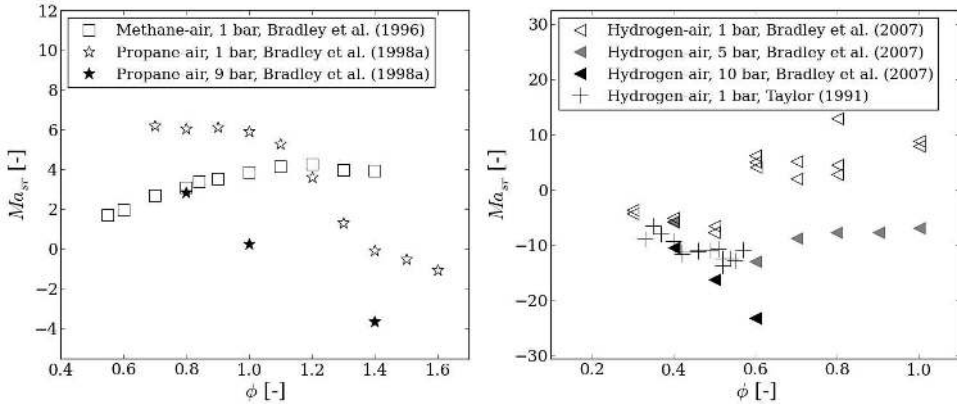 12
10
8
6
4
2
0
−2
−4
Ma_sr [-]
Methane-air, 1 bar, Bradley et al. (1996)
Propane-air, 1 bar, Bradley et al. (1998a)
Propane-air, 9 bar, Bradley et al. (1998a)
0.4 0.6 0.8 1.0 1.2 1.4 1.6
ϕ [-]
30
20
10
0
−10
−20
−30
Ma_sr [-]
Hydrogen-air, 1 bar, Bradley et al. (2007)
Hydrogen-air, 5 bar, Bradley et al. (2007)
Hydrogen air, 10 bar, Bradley et al. (2007)
Hydrogen air, 1 bar, Taylor (1991)
0.2 0.4 0.6 0.8 1.0
ϕ [-]